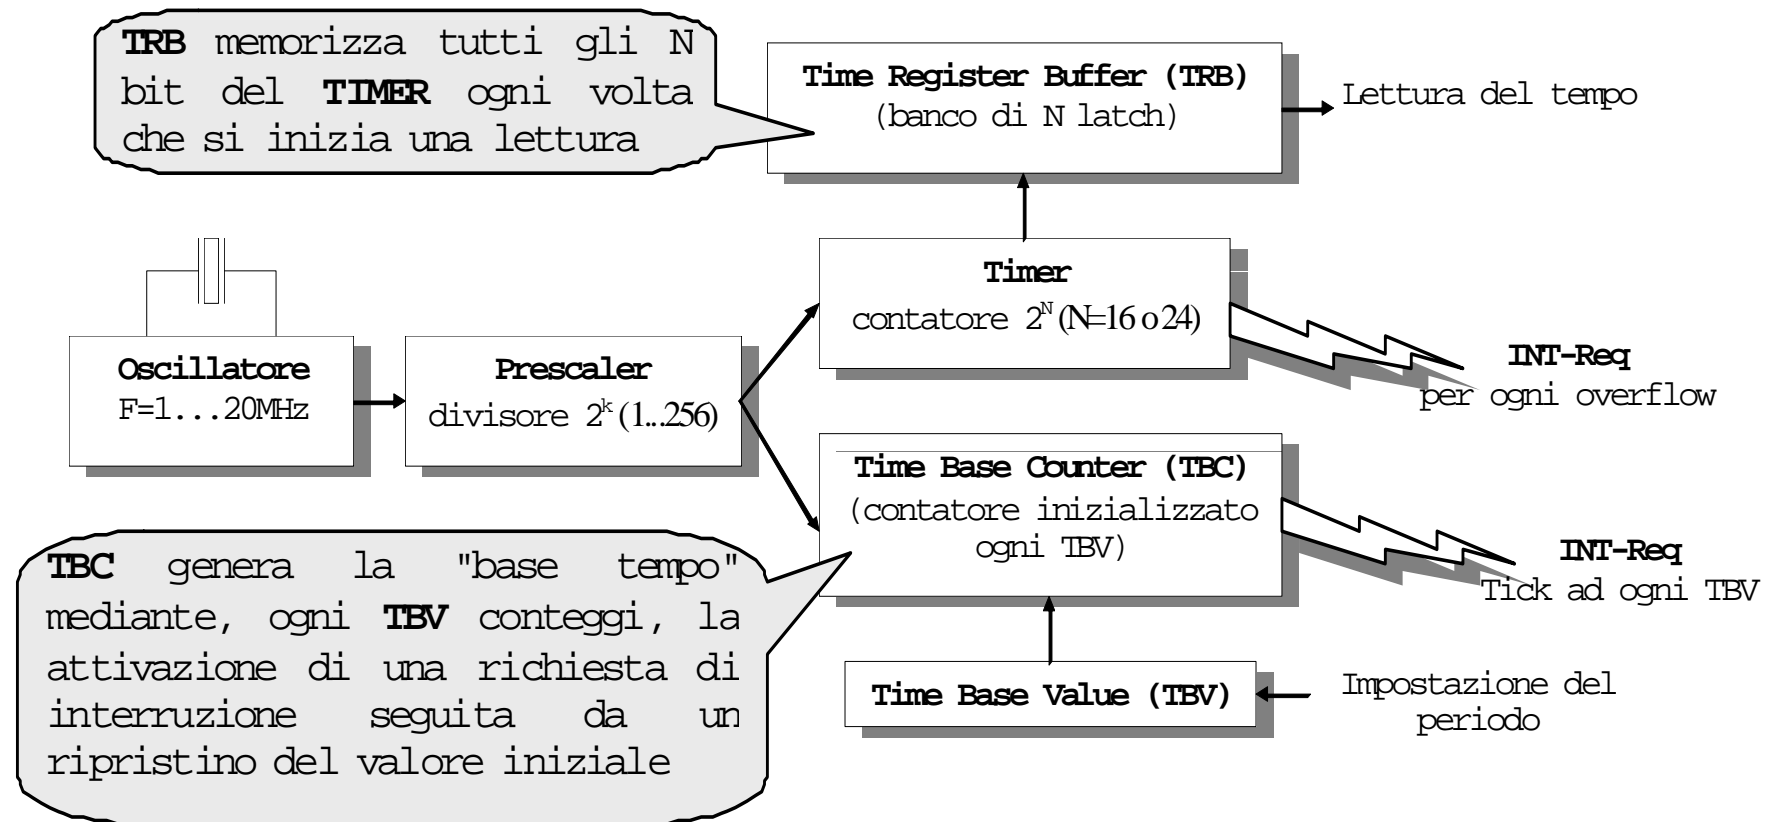 TRB memorizza tutti gli N
bit del TIMER ogni volta
che si inizia una lettura
Time Register Buffer (TRB)
(banco di N latch)
Lettura del tempo
Timer
contatore 2^N (N=16 o 24)
INT-Req
per ogni overflow
Oscillatore
F=1...20MHz
Prescaler
divisore 2^k (1...256)
Time Base Counter (TBC)
(contatore inizializzato
ogni TBV)
INT-Req
Tick ad ogni TBV
TBC genera la "base tempo"
mediante, ogni TBV conteggi, la
attivazione di una richiesta di
interruzione seguita da un
ripristino del valore iniziale
Time Base Value (TBV)
Impostazione del
periodo